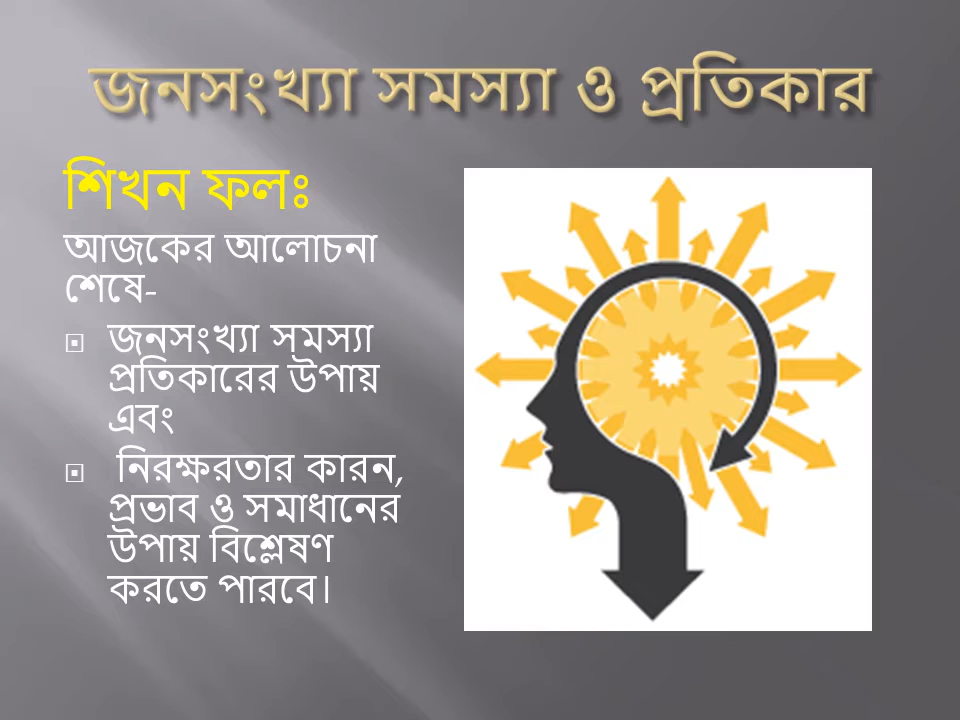 জনসংখ্যা সমস্যা ও প্রতিকার
শিখন ফলঃ
আজকের আলোচনা
শেষে-
জনসংখ্যা সমস্যা
প্রতিকারের উপায়
এবং
নিরক্ষরতার কারন,
প্রভাব ও সমাধানের
উপায় বিশ্লেষণ
করতে পারবে।